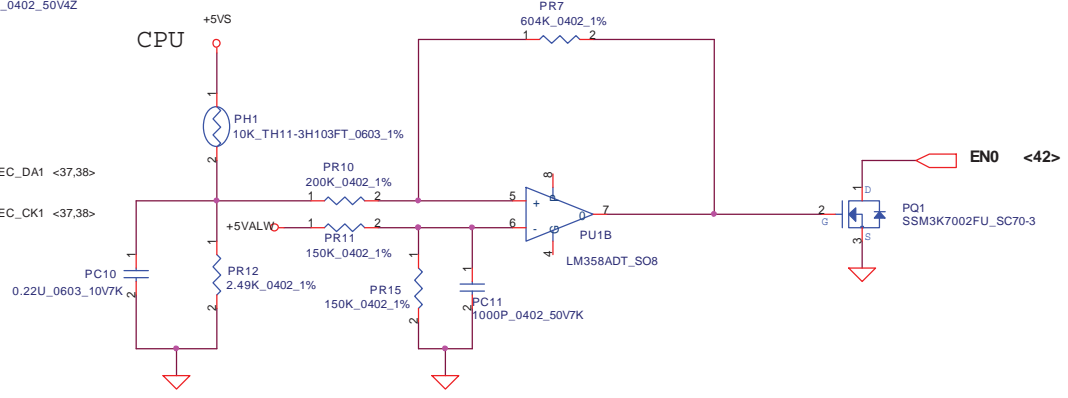 _0402_50V4Z
+5VS
CPU
PR7
604K_0402_1%
1
2
1
PH1
10K_TH11-3H103FT_0603_1%
2
EC_DA1 <37,38>
EC_CK1 <37,38>
PR10
200K_0402_1%
1
2
+5VALW
1
2
PR11
150K_0402_1%
5
6
+
-
8
P
0
G
4
7
PU1B
LM358ADT_SO8
EN0 <42>
1
D
2
G
3
S
PQ1
SSM3K7002FU_SC70-3
1
PC10
0.22U_0603_10V7K
2
1
PR12
2.49K_0402_1%
2
1
PR15
150K_0402_1%
2
1
PC11
1000P_0402_50V7K
2